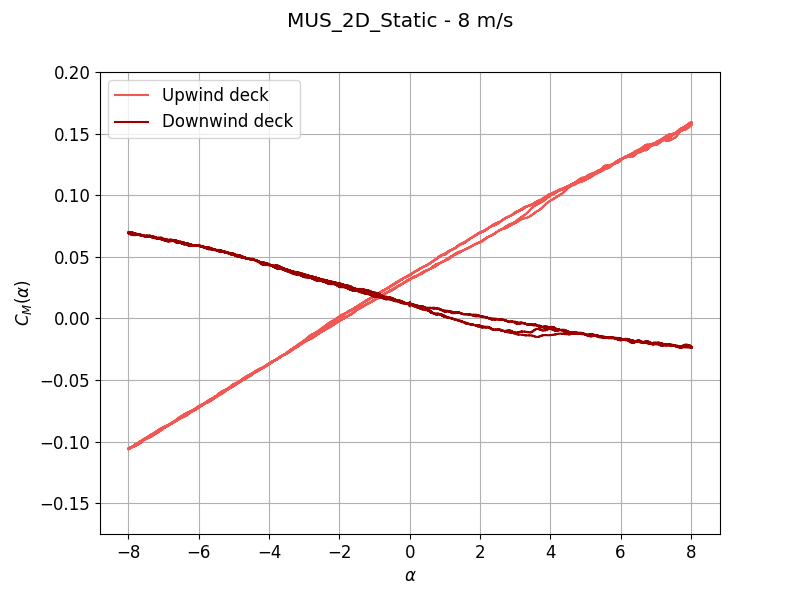 MUS_2D_Static - 8 m/s
Upwind deck
Downwind deck
0.20
0.15
0.10
0.05
0.00
−0.05
−0.10
−0.15
C_M(α)
−8 −6 −4 −2 0 2 4 6 8
α